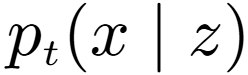 pₜ(x | z)